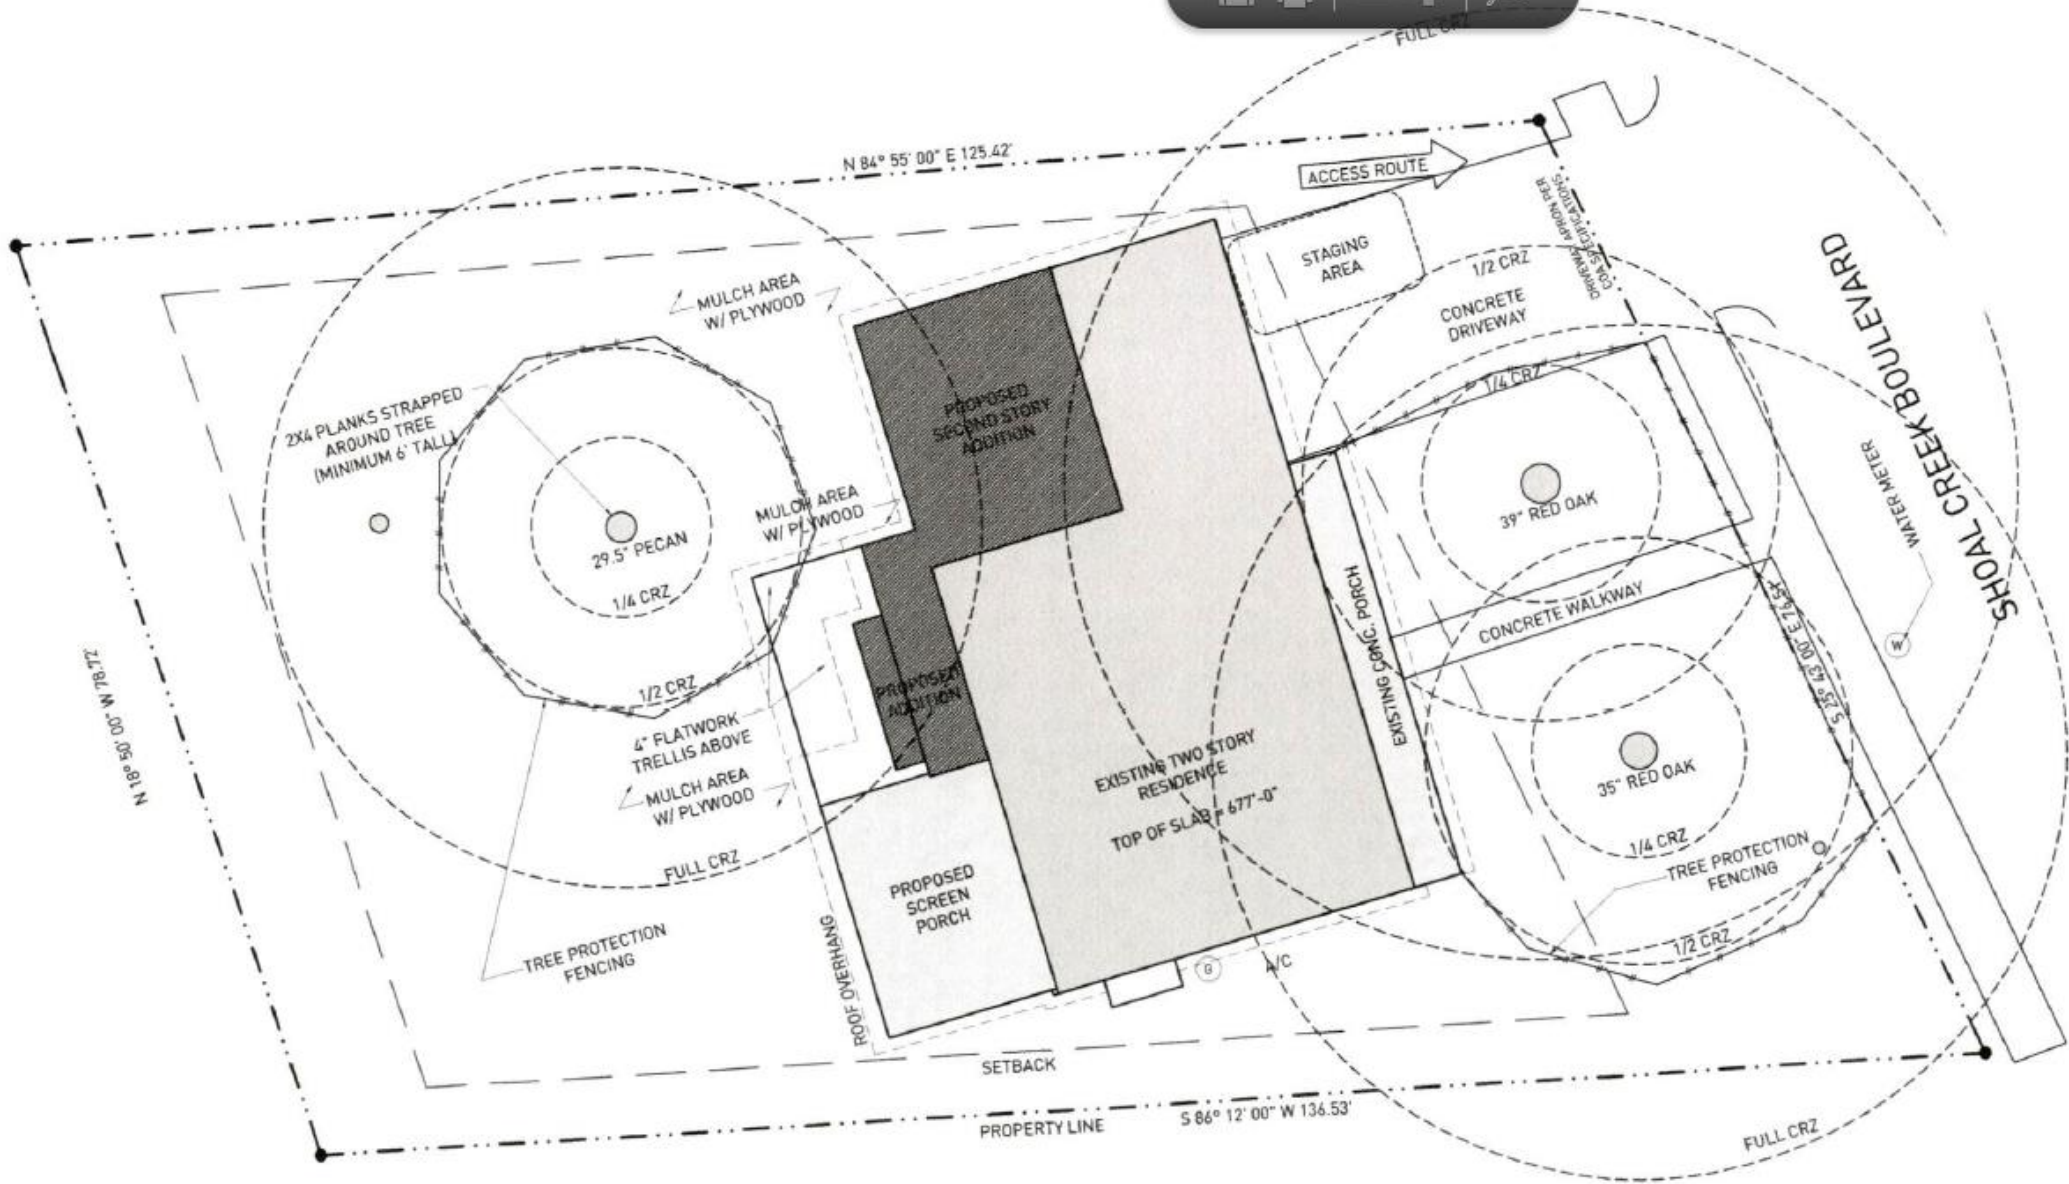 FULL CRZ
N 84° 55' 00" E 125.42'
ACCESS ROUTE
DRIVEWAY APRON PER
COA SPECIFICATIONS
STAGING
AREA
1/2 CRZ
CONCRETE
DRIVEWAY
SHOAL CREEK BOULEVARD
MULCH AREA
W/ PLYWOOD
2X4 PLANKS STRAPPED
AROUND TREE
(MINIMUM 6' TALL)
PROPOSED
SECOND STORY
ADDITION
1/4 CRZ
39" RED OAK
WATER METER
W
MULCH AREA
W/ PLYWOOD
29.5" PECAN
1/4 CRZ
EXISTING CONC. PORCH
CONCRETE WALKWAY
1/2 CRZ
PROPOSED
ADDITION
N 18° 50' 00" W 78.72'
4" FLATWORK
TRELLIS ABOVE
MULCH AREA
W/ PLYWOOD
EXISTING TWO STORY
RESIDENCE
TOP OF SLAB = 677'-0"
35" RED OAK
1/4 CRZ
TREE PROTECTION
FENCING
FULL CRZ
PROPOSED
SCREEN
PORCH
ROOF OVERHANG
TREE PROTECTION
FENCING
1/2 CRZ
G
A/C
SETBACK
PROPERTY LINE
S 86° 12' 00" W 136.53'
FULL CRZ